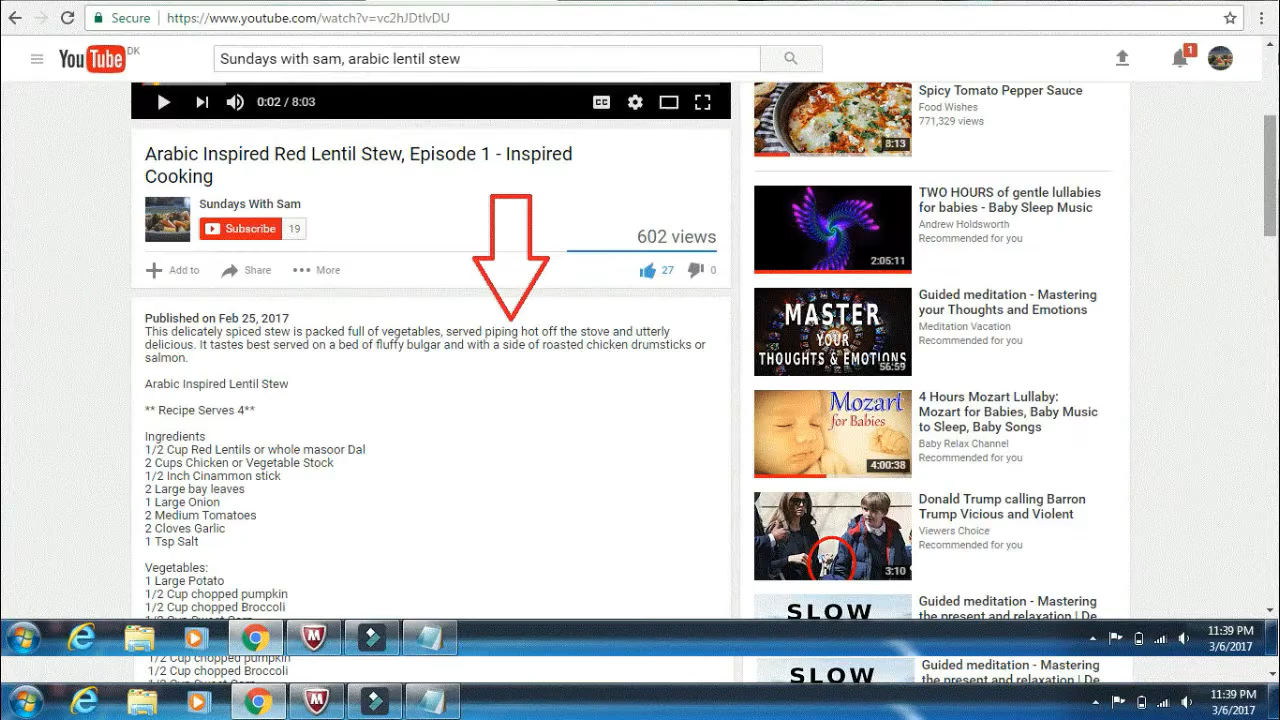 Secure
https://www.youtube.com/watch?v=vc2hJDtlvDU
YouTube DK
Sundays with sam, arabic lentil stew
1
0:02 / 8:03
CC
Arabic Inspired Red Lentil Stew, Episode 1 - Inspired
Cooking
Sundays With Sam
Subscribe 19
602 views
Add to Share More
27 0
Published on Feb 25, 2017
This delicately spiced stew is packed full of vegetables, served piping hot off the stove and utterly
delicious. It tastes best served on a bed of fluffy bulgar and with a side of roasted chicken drumsticks or
salmon.
Arabic Inspired Lentil Stew
** Recipe Serves 4**
Ingredients
1/2 Cup Red Lentils or whole masoor Dal
2 Cups Chicken or Vegetable Stock
1/2 Inch Cinammon stick
2 Large bay leaves
1 Large Onion
2 Medium Tomatoes
2 Cloves Garlic
1 Tsp Salt
Vegetables:
1 Large Potato
1/2 Cup chopped pumpkin
1/2 Cup chopped Broccoli
Spicy Tomato Pepper Sauce
Food Wishes
771,329 views
8:13
TWO HOURS of gentle lullabies
for babies - Baby Sleep Music
Andrew Holdsworth
Recommended for you
2:05:11
MASTER
YOUR
THOUGHTS & EMOTIONS
56:59
Guided meditation - Mastering
your Thoughts and Emotions
Meditation Vacation
Recommended for you
Mozart
for Babies
4:00:38
4 Hours Mozart Lullaby:
Mozart for Babies, Baby Music
to Sleep, Baby Songs
Baby Relax Channel
Recommended for you
3:10
Donald Trump calling Barron
Trump Vicious and Violent
Viewers Choice
Recommended for you
SLOW
Guided meditation - Mastering
the present and relaxation | De
11:39 PM
3/6/2017
1/2 Cup chopped pumpkin
1/2 Cup chopped Broccoli
SLOW
Guided meditation - Mastering
the present and relaxation | De
11:39 PM
3/6/2017